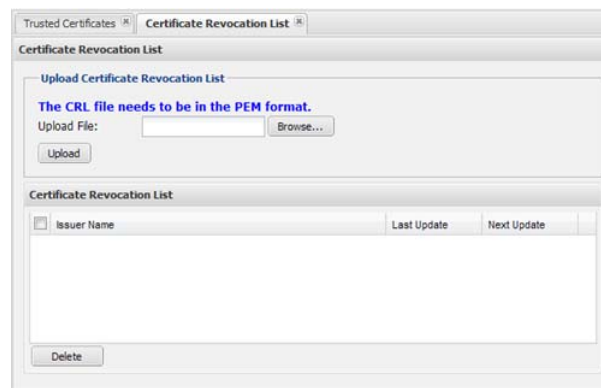 Trusted Certificates Certificate Revocation List
Certificate Revocation List
Upload Certificate Revocation List
The CRL file needs to be in the PEM format.
Upload File: Browse...
Upload
Certificate Revocation List
Issuer Name Last Update Next Update
Delete